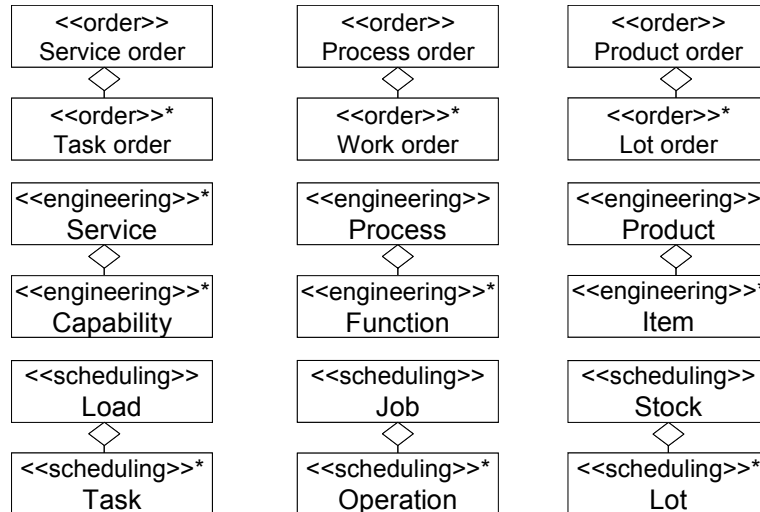 <<order>>
Service order
<<order>>
Process order
<<order>>
Product order
<<order>>*
Task order
<<order>>*
Work order
<<order>>*
Lot order
<<engineering>>*
Service
<<engineering>>
Process
<<engineering>>
Product
<<engineering>>*
Capability
<<engineering>>*
Function
<<engineering>>*
Item
<<scheduling>>
Load
<<scheduling>>
Job
<<scheduling>>
Stock
<<scheduling>>*
Task
<<scheduling>>*
Operation
<<scheduling>>*
Lot